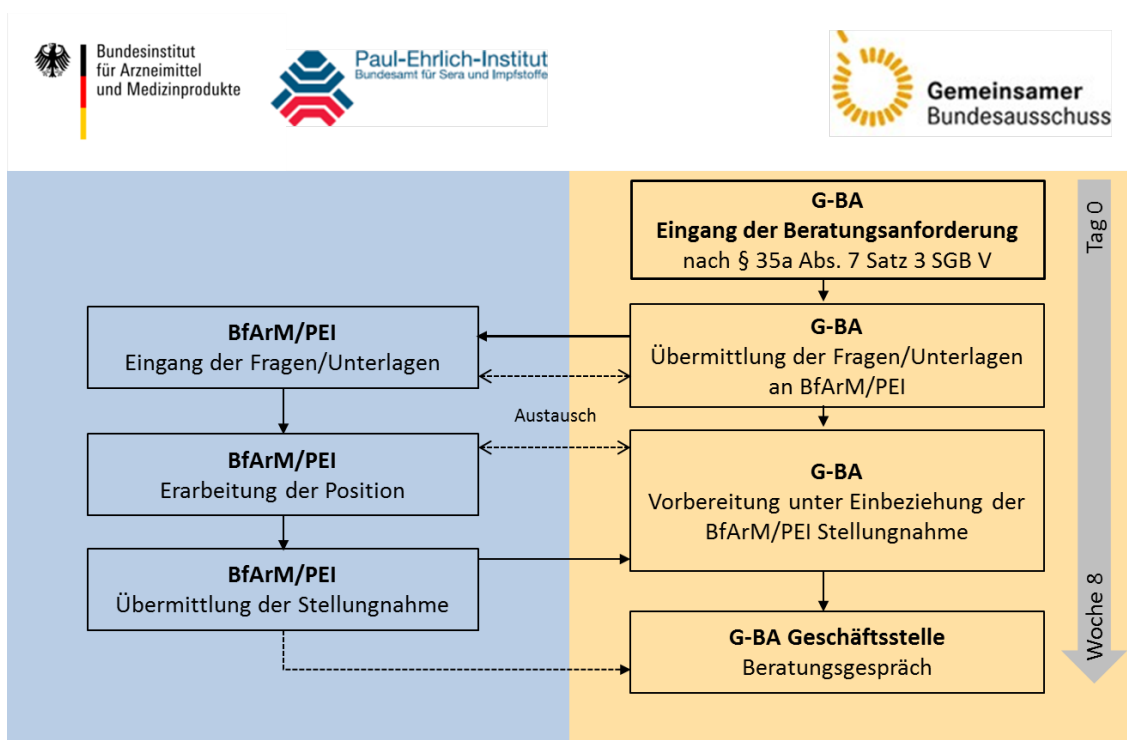 Bundesinstitut
für Arzneimittel
und Medizinprodukte
Paul-Ehrlich-Institut
Bundesamt für Sera und Impfstoffe
Gemeinsamer
Bundesausschuss
G-BA
Eingang der Beratungsanforderung
nach § 35a Abs. 7 Satz 3 SGB V
Tag 0
BfArM/PEI
Eingang der Fragen/Unterlagen
G-BA
Übermittlung der Fragen/Unterlagen
an BfArM/PEI
Austausch
BfArM/PEI
Erarbeitung der Position
G-BA
Vorbereitung unter Einbeziehung der
BfArM/PEI Stellungnahme
BfArM/PEI
Übermittlung der Stellungnahme
G-BA Geschäftsstelle
Beratungsgespräch
Woche 8